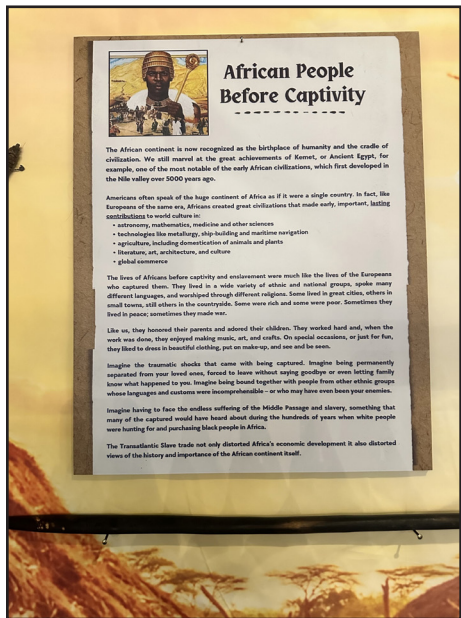 African People
Before Captivity
The African continent is now recognized as the birthplace of humanity and the cradle of
civilization. We still marvel at the great achievements of Kemet, or Ancient Egypt, for
example, one of the most notable of the early African civilizations, which first developed in
the Nile valley over 5000 years ago.
Americans often speak of the huge continent of Africa as if it were a single country. In fact, like
Europeans of the same era, Africans created great civilizations that made early, important, lasting
contributions to world culture in:
• astronomy, mathematics, medicine and other sciences
• technologies like metallurgy, ship-building and maritime navigation
• agriculture, including domestication of animals and plants
• literature, art, architecture, and culture
• global commerce
The lives of Africans before captivity and enslavement were much like the lives of the Europeans
who captured them. They lived in a wide variety of ethnic and national groups, spoke many
different languages, and worshiped through different religions. Some lived in great cities, others in
small towns, still others in the countryside. Some were rich and some were poor. Sometimes they
lived in peace; sometimes they made war.
Like us, they honored their parents and adored their children. They worked hard and, when the
work was done, they enjoyed making music, art, and crafts. On special occasions, or just for fun,
they liked to dress in beautiful clothing, put on make-up, and see and be seen.
Imagine the traumatic shocks that came with being captured. Imagine being permanently
separated from your loved ones, forced to leave without saying goodbye or even letting family
know what happened to you. Imagine being bound together with people from other ethnic groups
whose languages and customs were incomprehensible – or who may have even been your enemies.
Imagine having to face the endless suffering of the Middle Passage and slavery, something that
many of the captured would have heard about during the hundreds of years when white people
were hunting for and purchasing black people in Africa.
The Transatlantic Slave trade not only distorted Africa's economic development it also distorted
views of the history and importance of the African continent itself.